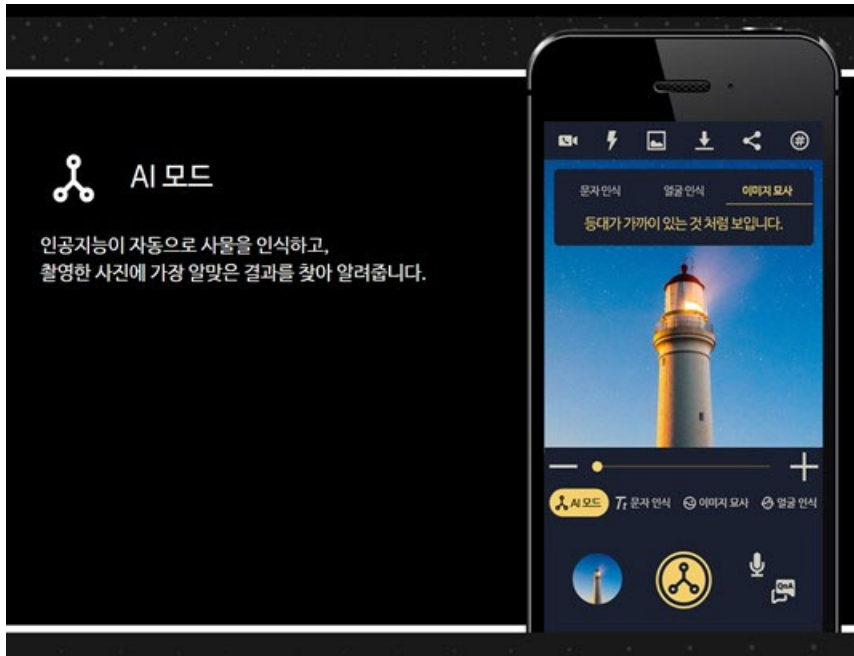 AI 모드
인공지능이 자동으로 사물을 인식하고,
촬영한 사진에 가장 알맞은 결과를 찾아 알려줍니다.
문자 인식 얼굴 인식 이미지 묘사
등대가 가까이 있는 것 처럼 보입니다.
AI 모드 Tt 문자 인식 이미지 묘사 얼굴 인식
QnA